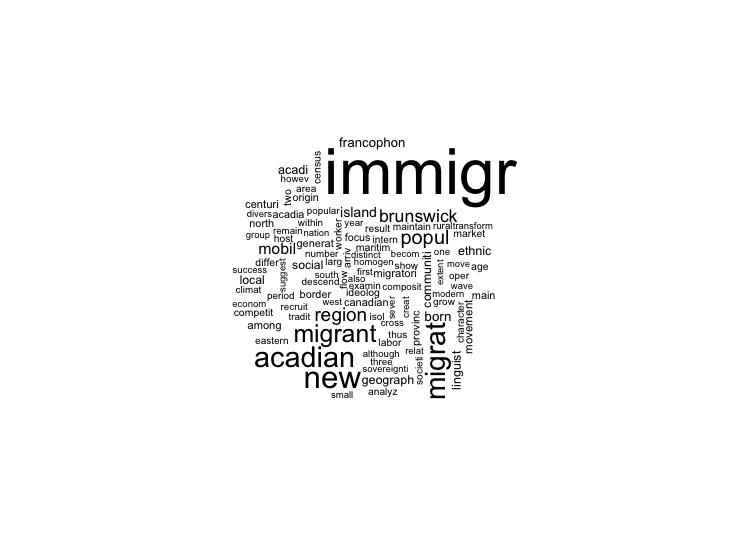 francophon
immigr
census
acadi
howev
area
two
origin
centuri
divers
acadia
popular
island
brunswick
north
remain
within
worker
year
result
maintain
rural
transform
group
host
nation
focus
intern
popul
market
mobil
generat
maritim
number
arriv
distinct
becom
communiti
one
ethnic
differ
suggest
social
larg
homogen
show
extent
move
age
success
south
flow
also
first
migratori
oper
local
descend
examin
composit
wave
period
border
ideolog
modern
main
econom
west
canadian
sever
creat
grow
competit
recruit
tradit
region
isol
provinc
born
character
movement
among
cross
migrant
thus
labor
migrat
eastern
acadian
although
relat
three
societi
linguist
sovereignti
new
geograph
small
analyz
climat